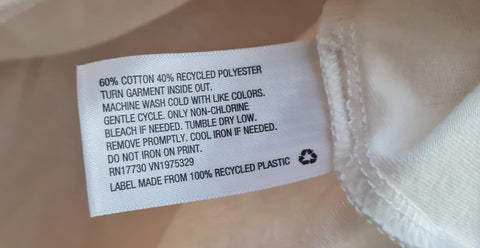 60% COTTON 40% RECYCLED POLYESTER
TURN GARMENT INSIDE OUT.
MACHINE WASH COLD WITH LIKE COLORS.
GENTLE CYCLE. ONLY NON-CHLORINE
BLEACH IF NEEDED. TUMBLE DRY LOW.
REMOVE PROMPTLY. COOL IRON IF NEEDED.
DO NOT IRON ON PRINT.
RN17730 VN1975329
LABEL MADE FROM 100% RECYCLED PLASTIC